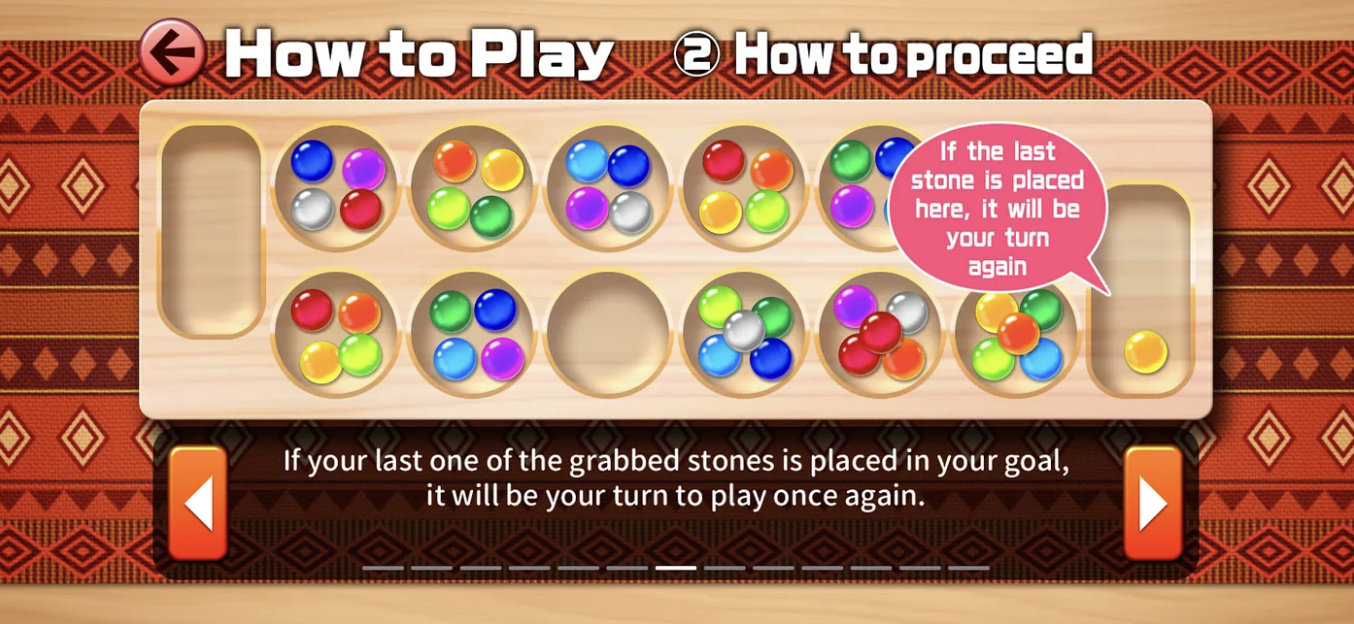 How to Play ② How to proceed
If the last
stone is placed
here, it will be
your turn
again
If your last one of the grabbed stones is placed in your goal,
it will be your turn to play once again.